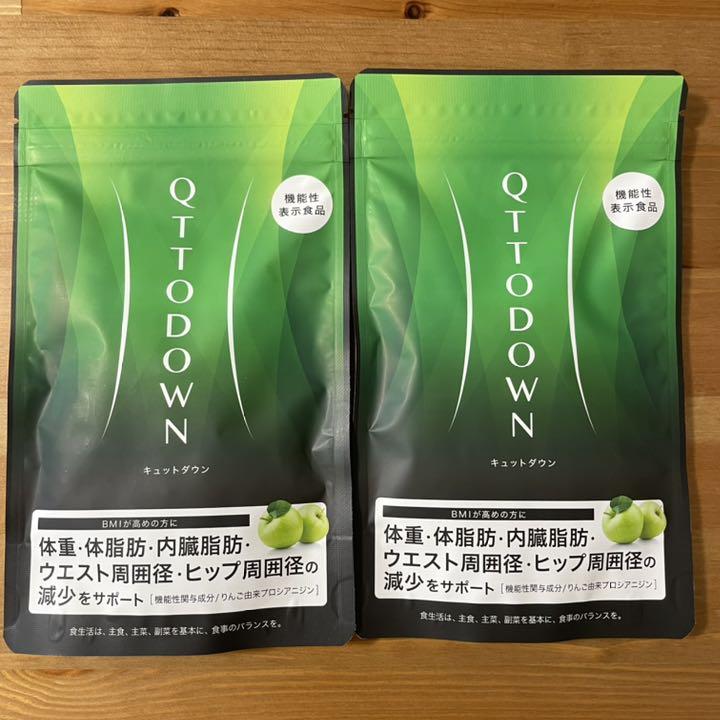 QTTODOWN
機能性
表示食品
キュットダウン
BMIが高めの方に
体重・体脂肪・内臓脂肪・
ウエスト周囲径・ヒップ周囲径の
減少をサポート [機能性関与成分/りんご由来プロシアニジン]
食生活は、主食、主菜、副菜を基本に、食事のバランスを。
QTTODOWN
機能性
表示食品
キュットダウン
BMIが高めの方に
体重・体脂肪・内臓脂肪・
ウエスト周囲径・ヒップ周囲径の
減少をサポート [機能性関与成分/りんご由来プロシアニジン]
食生活は、主食、主菜、副菜を基本に、食事のバランスを。